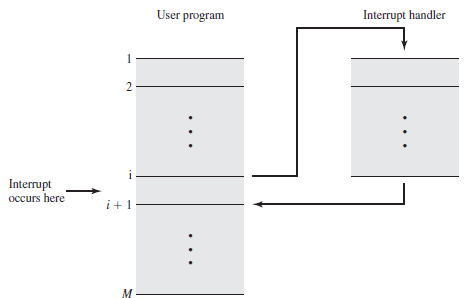 User program
Interrupt handler
1
2
i
Interrupt
occurs here
i + 1
M